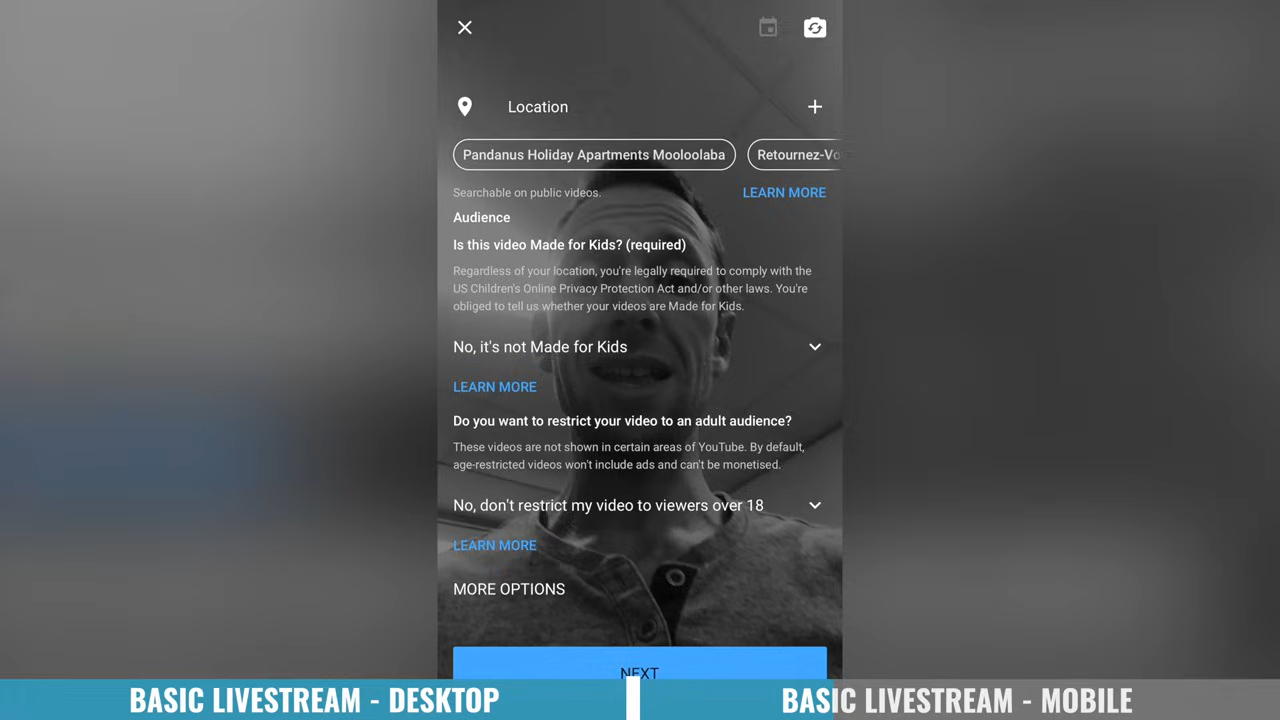 Location
Pandanus Holiday Apartments Mooloolaba
Retournez-Vo
Searchable on public videos.
LEARN MORE
Audience
Is this video Made for Kids? (required)
Regardless of your location, you're legally required to comply with the
US Children's Online Privacy Protection Act and/or other laws. You're
obliged to tell us whether your videos are Made for Kids.
No, it's not Made for Kids
LEARN MORE
Do you want to restrict your video to an adult audience?
These videos are not shown in certain areas of YouTube. By default,
age-restricted videos won't include ads and can't be monetised.
No, don't restrict my video to viewers over 18
LEARN MORE
MORE OPTIONS
NEXT
BASIC LIVESTREAM - DESKTOP
BASIC LIVESTREAM - MOBILE